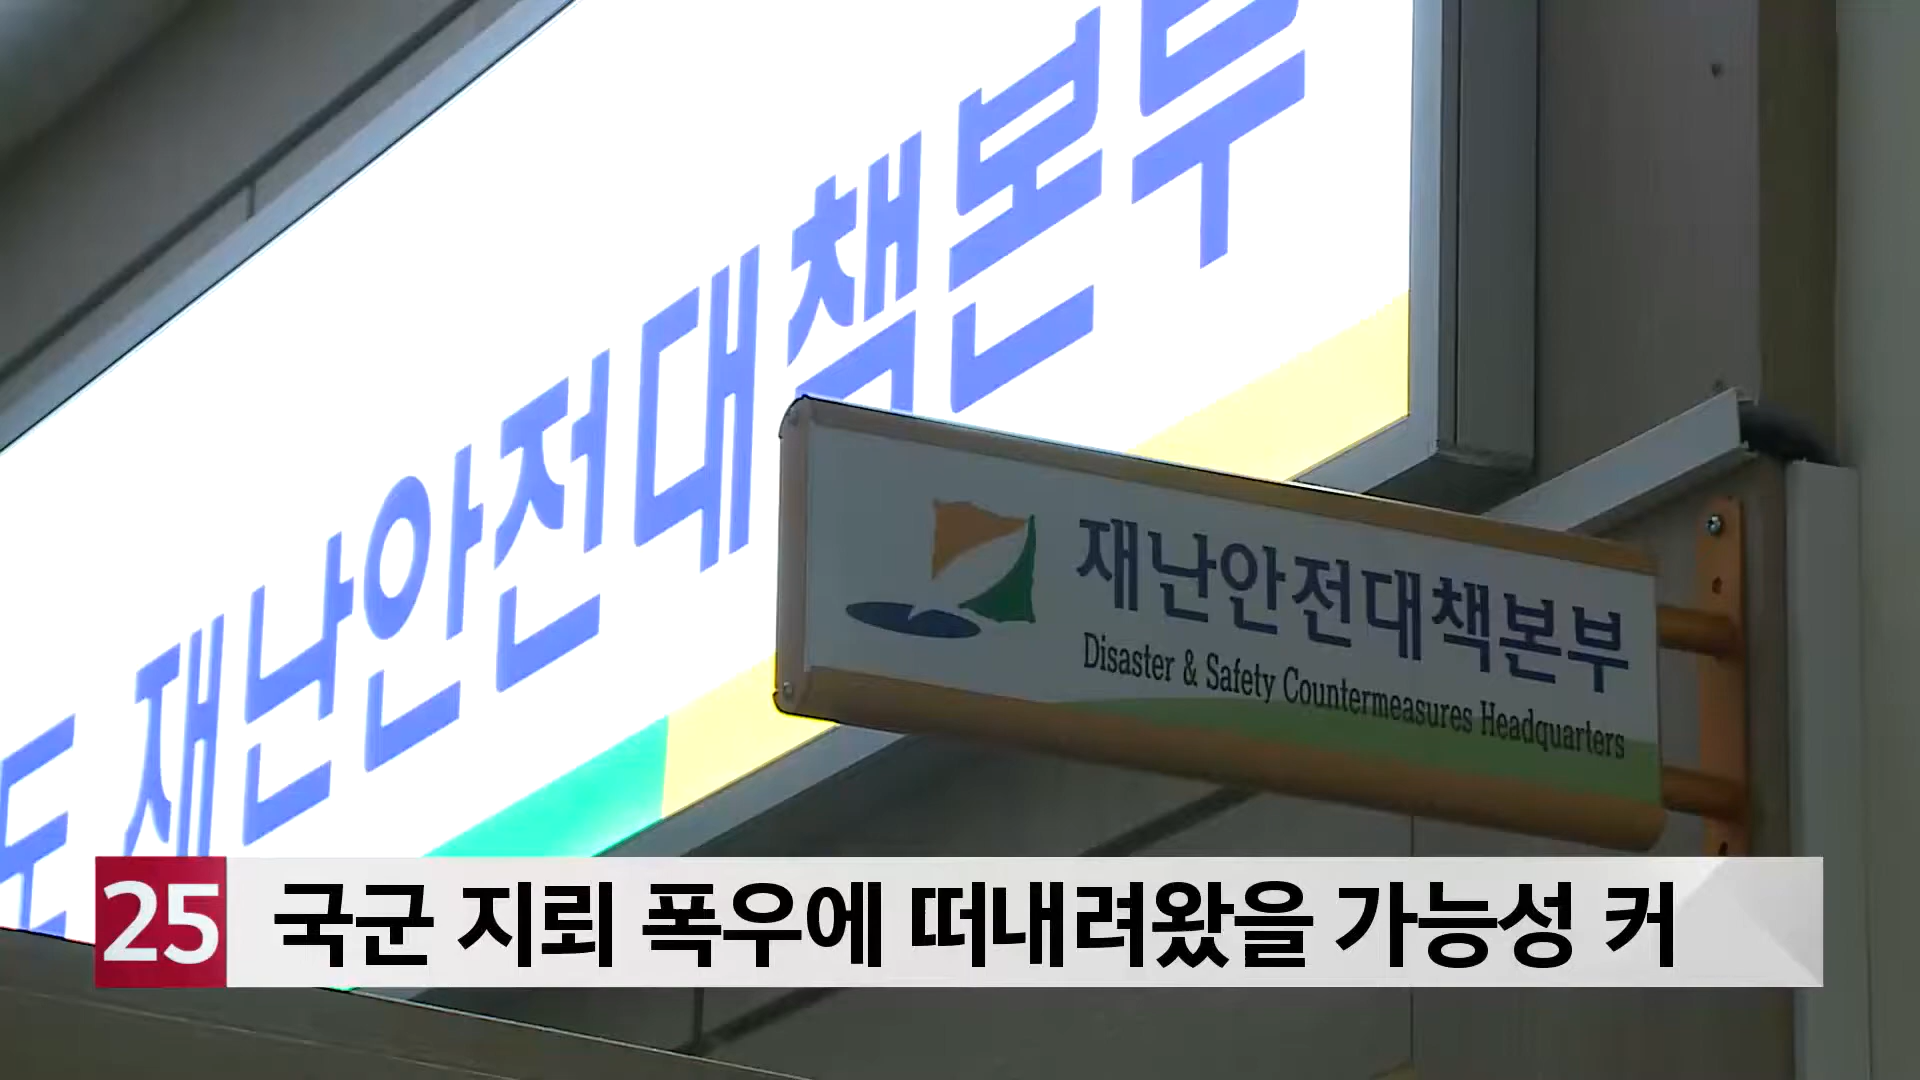 도 재난안전대책본부
재난안전대책본부
Disaster & Safety Countermeasures Headquarters
25 국군 지뢰 폭우에 떠내려왔을 가능성 커